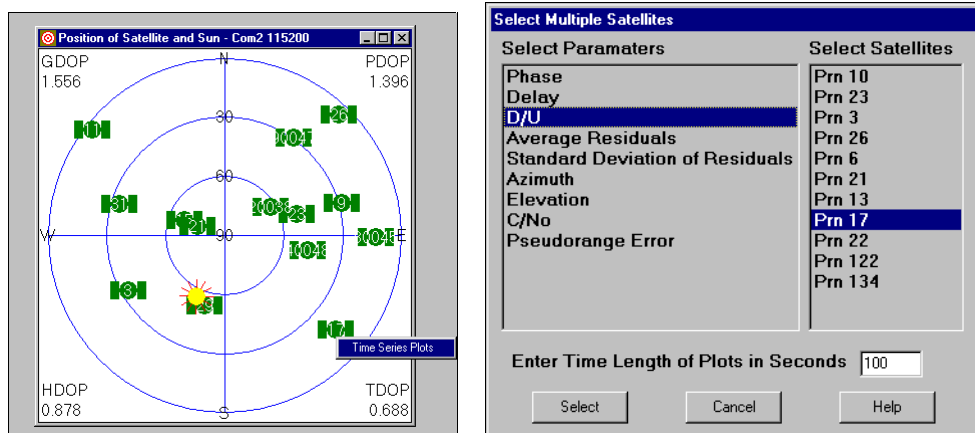 Position of Satellite and Sun - Com2 115200
GDOP
1.556
PDOP
1.396
N
30
60
90
W
E
S
26
31
9
23
21
3
29
17
Time Series Plots
HDOP
0.878
TDOP
0.688
Select Multiple Satellites
Select Paramaters
Phase
Delay
D/U
Average Residuals
Standard Deviation of Residuals
Azimuth
Elevation
C/No
Pseudorange Error
Select Satellites
Prn 10
Prn 23
Prn 3
Prn 26
Prn 6
Prn 21
Prn 13
Prn 17
Prn 22
Prn 122
Prn 134
Enter Time Length of Plots in Seconds 100
Select Cancel Help